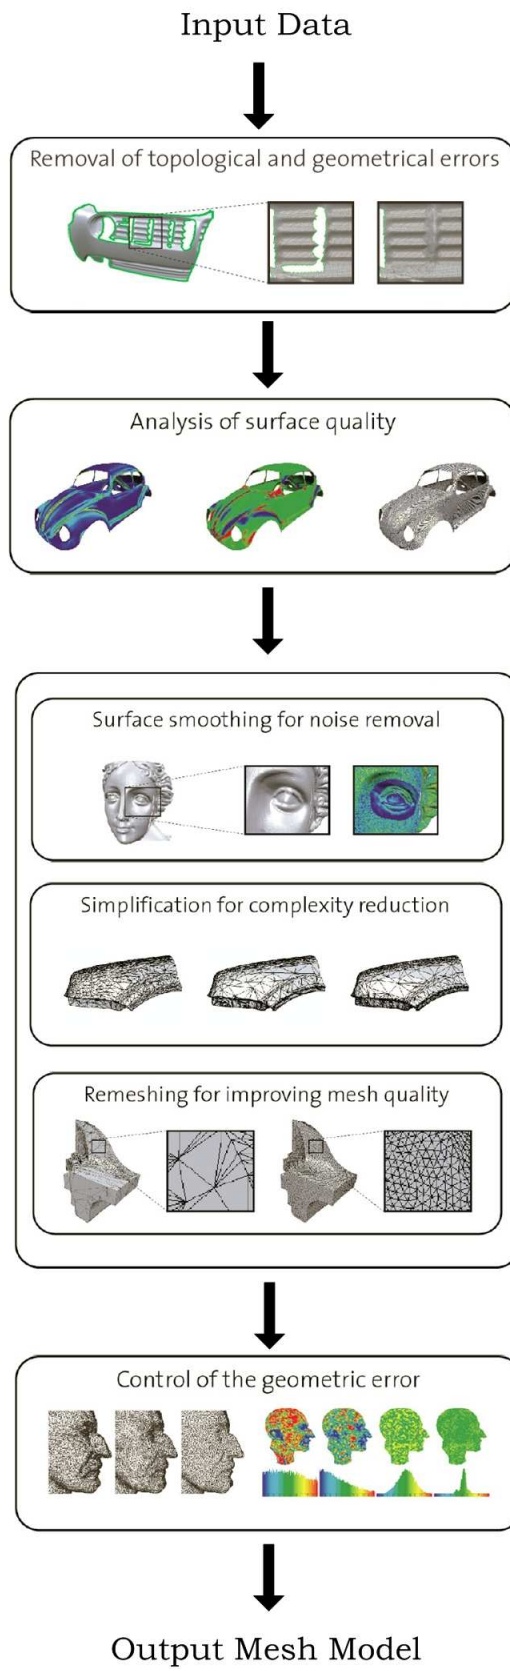 Input Data
Removal of topological and geometrical errors
Analysis of surface quality
Surface smoothing for noise removal
Simplification for complexity reduction
Remeshing for improving mesh quality
Control of the geometric error
Output Mesh Model